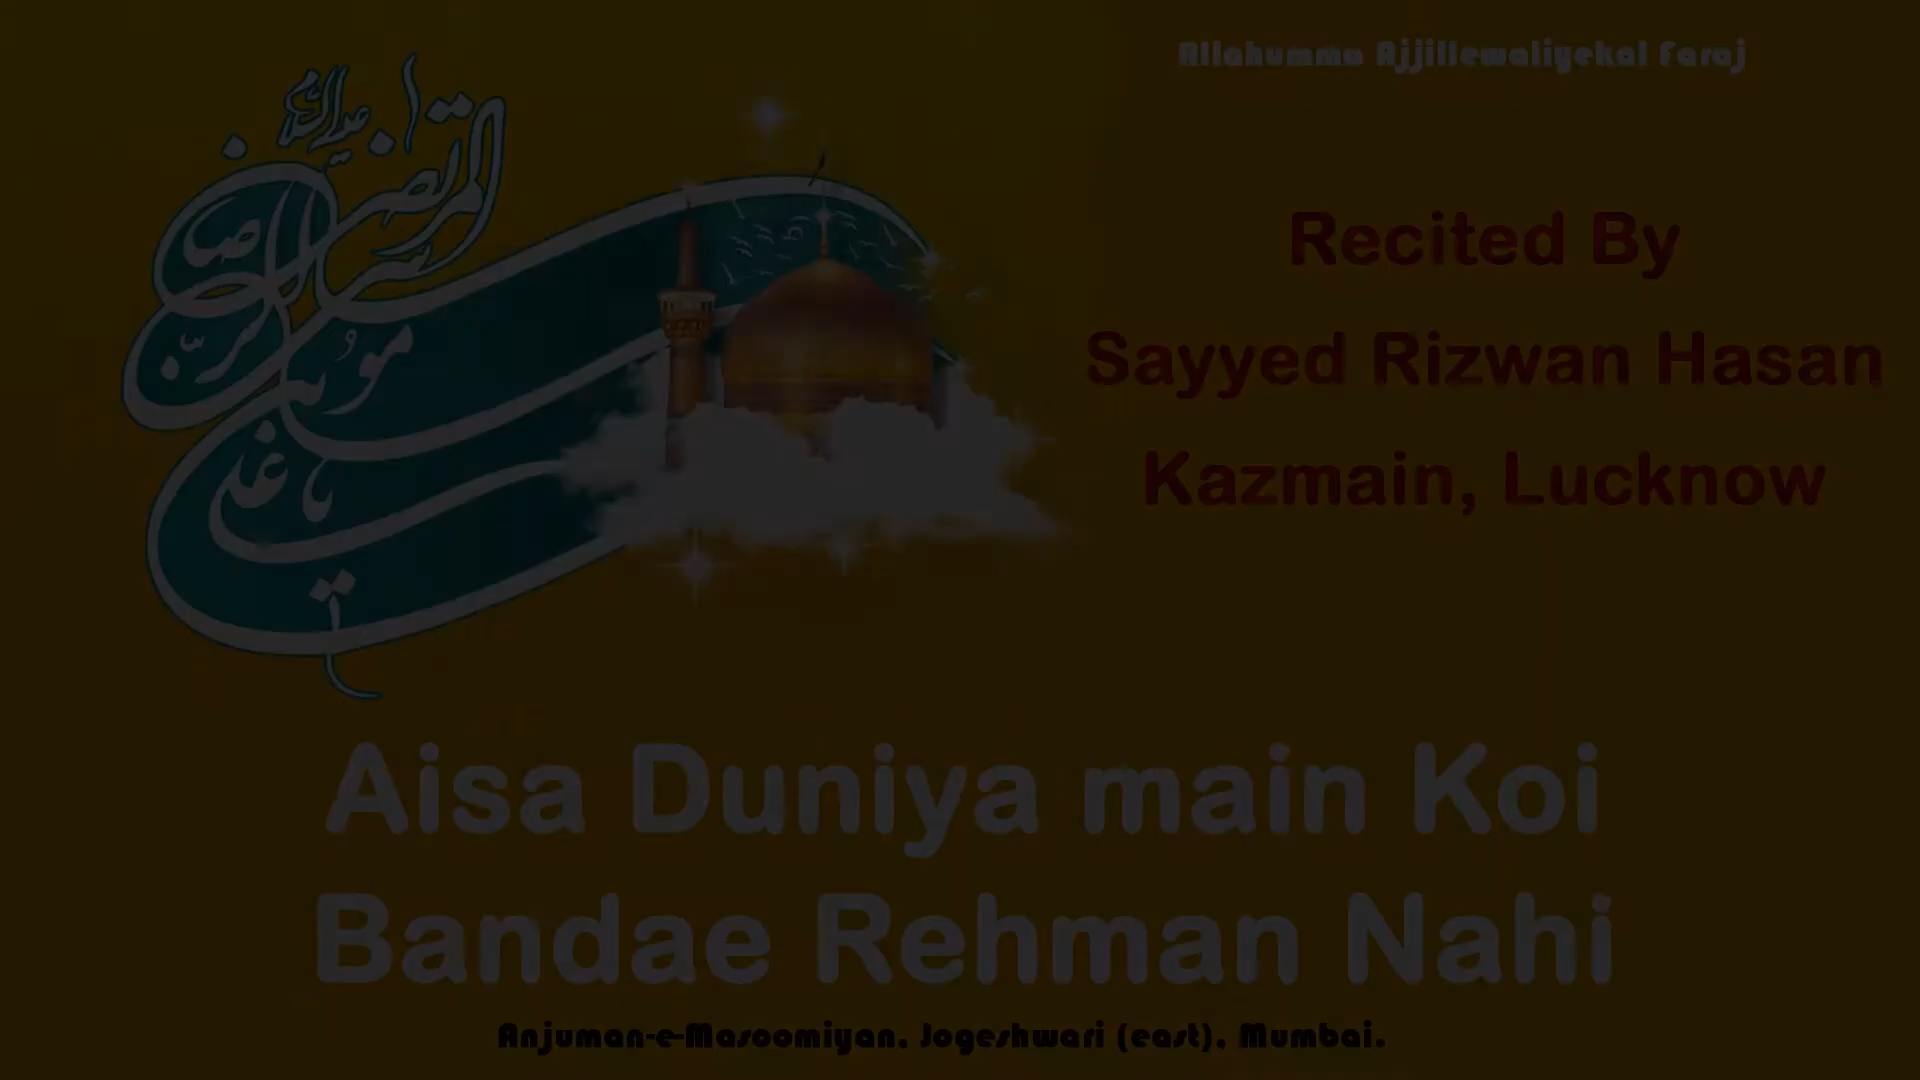 Allahumma Ajjillewaliyekal Faraj
Recited By
Sayyed Rizwan Hasan
Kazmain, Lucknow
Aisa Duniya main Koi
Bandae Rehman Nahi
Anjuman-e-Masoomiyan, Jogeshwari (east), Mumbai.